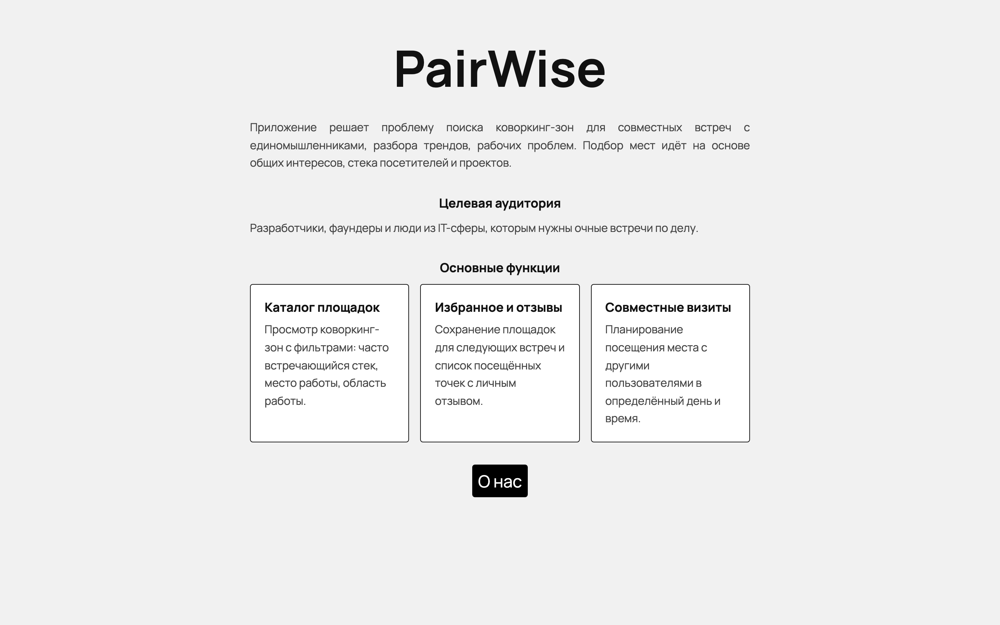 PairWise
Приложение решает проблему поиска коворкинг-зон для совместных встреч с
единомышленниками, разбора трендов, рабочих проблем. Подбор мест идёт на основе
общих интересов, стека посетителей и проектов.
Целевая аудитория
Разработчики, фаундеры и люди из IT-сферы, которым нужны очные встречи по делу.
Основные функции
Каталог площадок
Просмотр коворкинг-
зон с фильтрами: часто
встречающийся стек,
место работы, область
работы.
Избранное и отзывы
Сохранение площадок
для следующих встреч и
список посещённых
точек с личным
отзывом.
Совместные визиты
Планирование
посещения места с
другими
пользователями в
определённый день и
время.
О нас